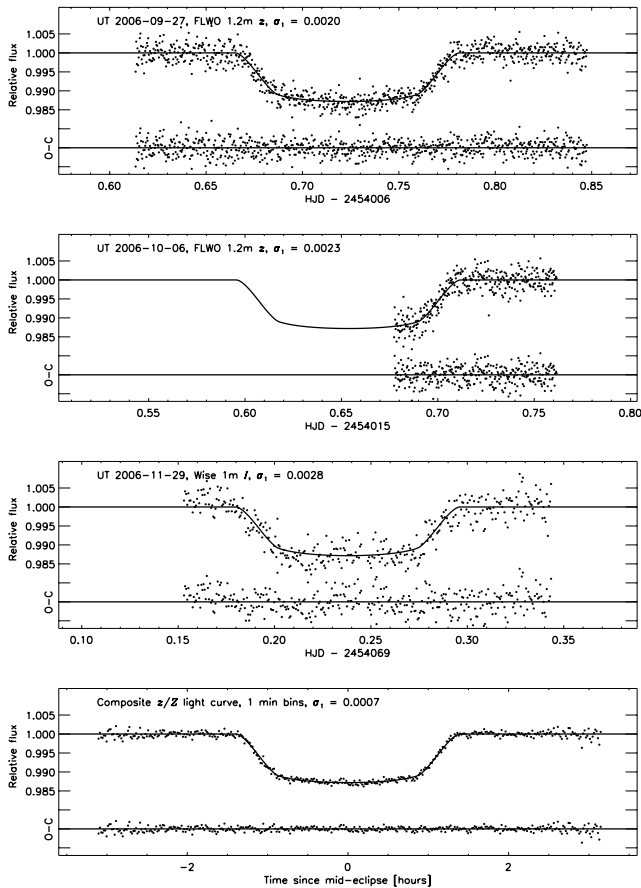 UT 2006-09-27, FLWO 1.2m z, σ₁ = 0.0020
1.005
1.000
0.995
0.990
0.985
Relative flux
O-C
0.60 0.65 0.70 0.75 0.80 0.85
HJD - 2454006
UT 2006-10-06, FLWO 1.2m z, σ₁ = 0.0023
1.005
1.000
0.995
0.990
0.985
Relative flux
O-C
0.55 0.60 0.65 0.70 0.75 0.80
HJD - 2454015
UT 2006-11-29, Wise 1m I, σ₁ = 0.0028
1.005
1.000
0.995
0.990
0.985
Relative flux
O-C
0.10 0.15 0.20 0.25 0.30 0.35
HJD - 2454069
Composite z/Z light curve, 1 min bins, σ₁ = 0.0007
1.005
1.000
0.995
0.990
0.985
Relative flux
O-C
-2 0 2
Time since mid-eclipse [hours]